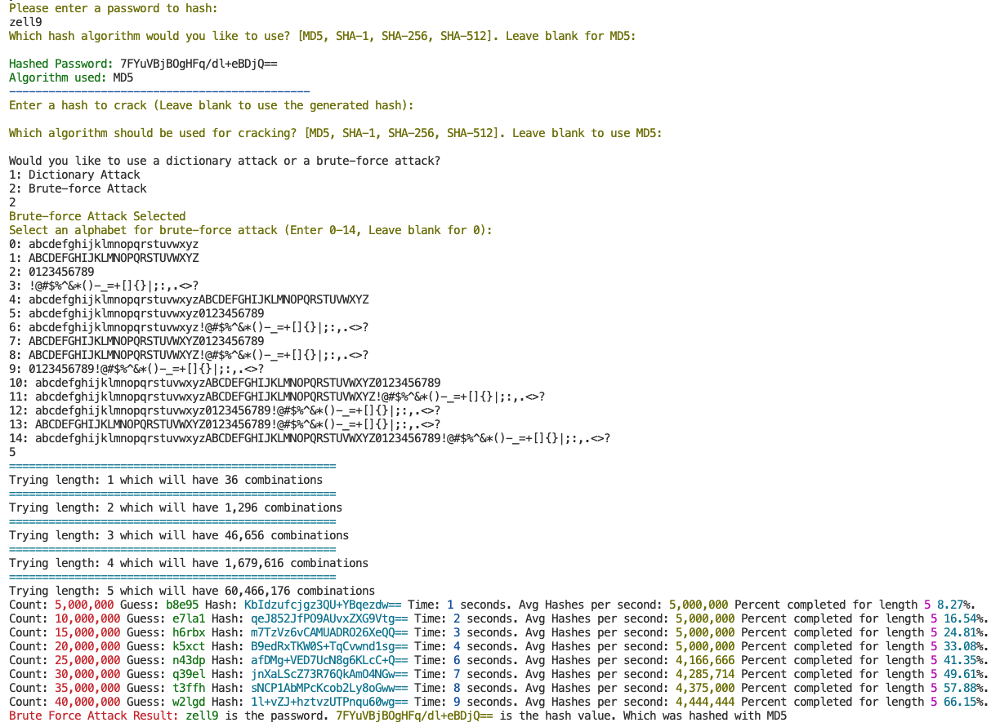 Please enter a password to hash:
zell9
Which hash algorithm would you like to use? [MD5, SHA-1, SHA-256, SHA-512]. Leave blank for MD5:
Hashed Password: 7FYuVBjBOgHFq/dl+eBDjQ==
Algorithm used: MD5
----------------------------------------------
Enter a hash to crack (Leave blank to use the generated hash):
Which algorithm should be used for cracking? [MD5, SHA-1, SHA-256, SHA-512]. Leave blank to use MD5:
Would you like to use a dictionary attack or a brute-force attack?
1: Dictionary Attack
2: Brute-force Attack
2
Brute-force Attack Selected
Select an alphabet for brute-force attack (Enter 0-14, Leave blank for 0):
0: abcdefghijklmnopqrstuvwxyz
1: ABCDEFGHIJKLMNOPQRSTUVWXYZ
2: 0123456789
3: !@#$%^&*()-_=+[]{}|;:,.<>?
4: abcdefghijklmnopqrstuvwxyzABCDEFGHIJKLMNOPQRSTUVWXYZ
5: abcdefghijklmnopqrstuvwxyz0123456789
6: abcdefghijklmnopqrstuvwxyz!@#$%^&*()-_=+[]{}|;:,.<>?
7: ABCDEFGHIJKLMNOPQRSTUVWXYZ0123456789
8: ABCDEFGHIJKLMNOPQRSTUVWXYZ!@#$%^&*()-_=+[]{}|;:,.<>?
9: 0123456789!@#$%^&*()-_=+[]{}|;:,.<>?
10: abcdefghijklmnopqrstuvwxyzABCDEFGHIJKLMNOPQRSTUVWXYZ0123456789
11: abcdefghijklmnopqrstuvwxyzABCDEFGHIJKLMNOPQRSTUVWXYZ!@#$%^&*()-_=+[]{}|;:,.<>?
12: abcdefghijklmnopqrstuvwxyz0123456789!@#$%^&*()-_=+[]{}|;:,.<>?
13: ABCDEFGHIJKLMNOPQRSTUVWXYZ0123456789!@#$%^&*()-_=+[]{}|;:,.<>?
14: abcdefghijklmnopqrstuvwxyzABCDEFGHIJKLMNOPQRSTUVWXYZ0123456789!@#$%^&*()-_=+[]{}|;:,.<>?
5
==================================================
Trying length: 1 which will have 36 combinations
==================================================
Trying length: 2 which will have 1,296 combinations
==================================================
Trying length: 3 which will have 46,656 combinations
==================================================
Trying length: 4 which will have 1,679,616 combinations
==================================================
Trying length: 5 which will have 60,466,176 combinations
Count: 5,000,000 Guess: b8e95 Hash: KbIdzufcjgz3QU+YBqezdw== Time: 1 seconds. Avg Hashes per second: 5,000,000 Percent completed for length 5 8.27%.
Count: 10,000,000 Guess: e7la1 Hash: qeJ852JfPO9AUvxZXG9Vtg== Time: 2 seconds. Avg Hashes per second: 5,000,000 Percent completed for length 5 16.54%.
Count: 15,000,000 Guess: h6rbx Hash: m7TzVz6vCAMUADRO26XeQQ== Time: 3 seconds. Avg Hashes per second: 5,000,000 Percent completed for length 5 24.81%.
Count: 20,000,000 Guess: k5xct Hash: B9edRxTKW0S+TqCvwnd1sg== Time: 4 seconds. Avg Hashes per second: 5,000,000 Percent completed for length 5 33.08%.
Count: 25,000,000 Guess: n43dp Hash: afDMg+VED7UcN8g6KLcC+Q== Time: 6 seconds. Avg Hashes per second: 4,166,666 Percent completed for length 5 41.35%.
Count: 30,000,000 Guess: q39el Hash: jnXaLScZ73R76QkAmO4NGw== Time: 7 seconds. Avg Hashes per second: 4,285,714 Percent completed for length 5 49.61%.
Count: 35,000,000 Guess: t3ffh Hash: sNCP1AbMPcKcob2Ly8oGww== Time: 8 seconds. Avg Hashes per second: 4,375,000 Percent completed for length 5 57.88%.
Count: 40,000,000 Guess: w2lgd Hash: 1l+vZJ+hztvzUTPnqu60wg== Time: 9 seconds. Avg Hashes per second: 4,444,444 Percent completed for length 5 66.15%.
Brute Force Attack Result: zell9 is the password. 7FYuVBjBOgHFq/dl+eBDjQ== is the hash value. Which was hashed with MD5